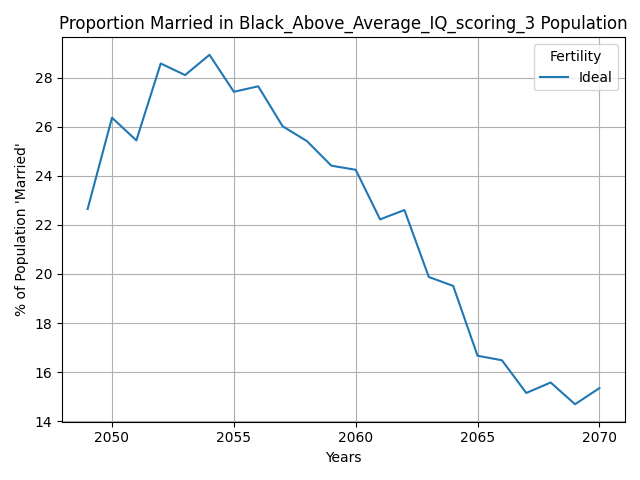 Proportion Married in Black_Above_Average_IQ_scoring_3 Population
Fertility
Ideal
% of Population 'Married'
28
26
24
22
20
18
16
14
2050 2055 2060 2065 2070
Years